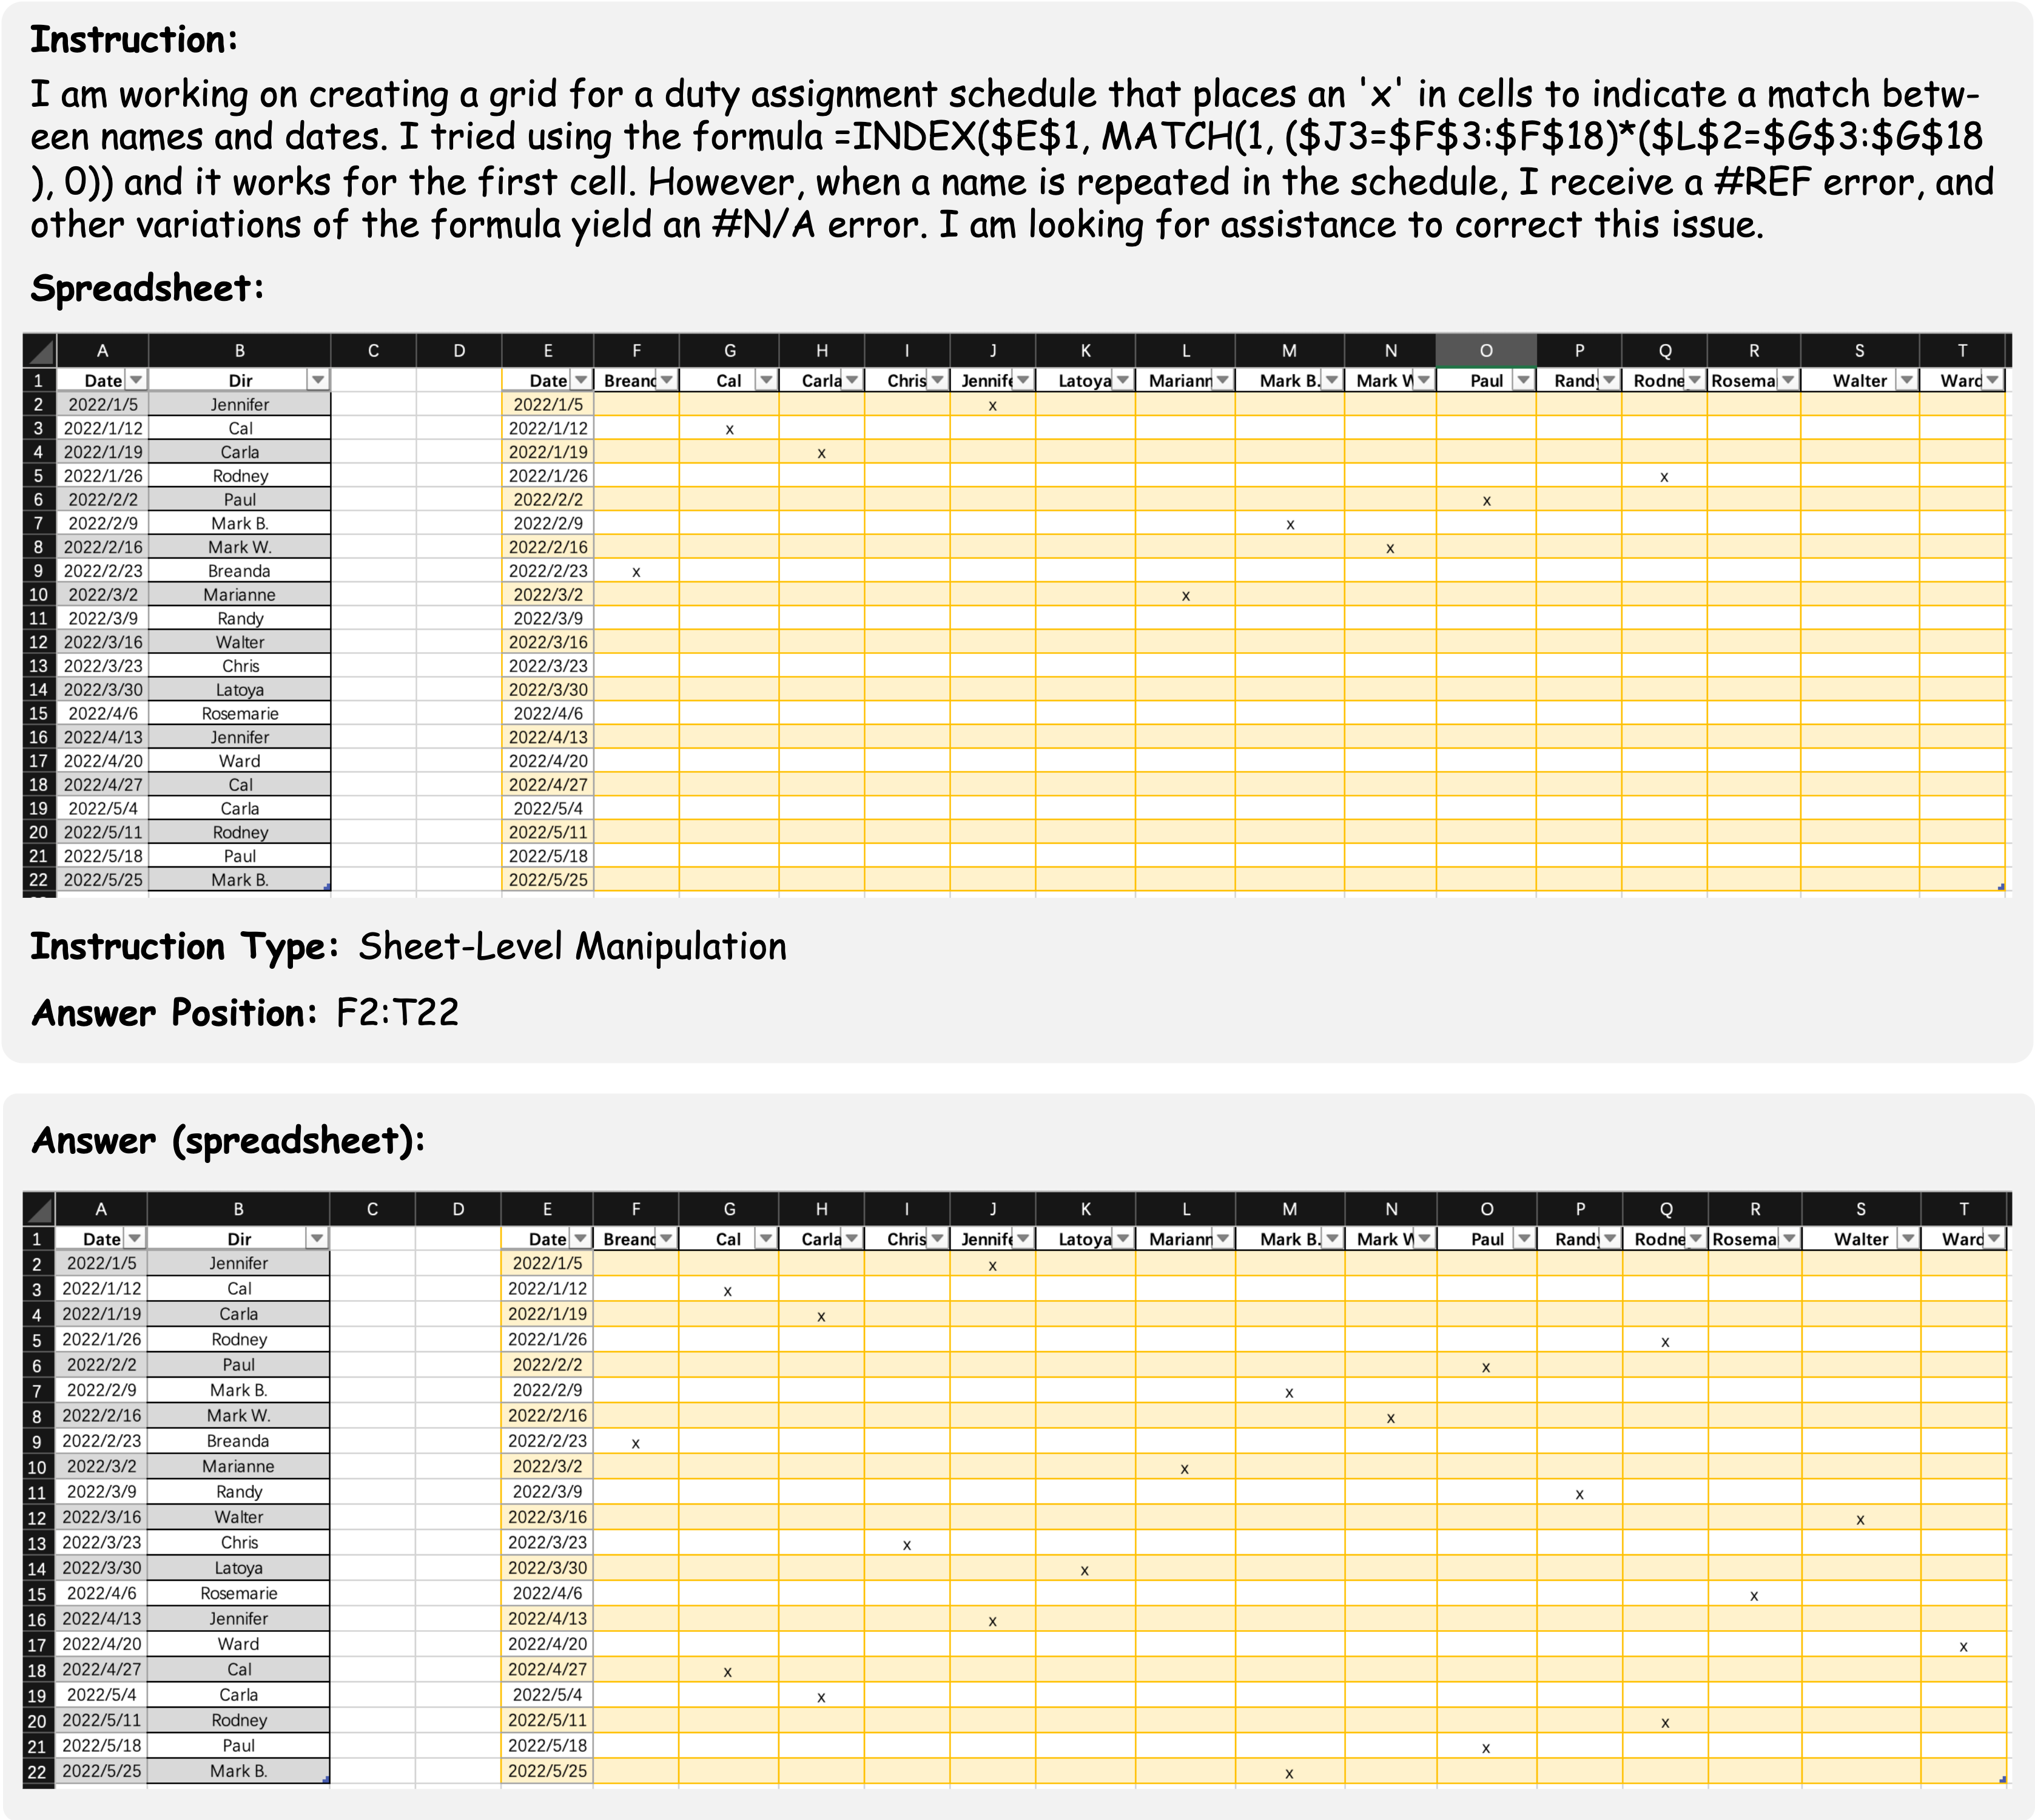 Instruction:
I am working on creating a grid for a duty assignment schedule that places an 'x' in cells to indicate a match betw-
een names and dates. I tried using the formula =INDEX($E$1, MATCH(1, ($J3=$F$3:$F$18)*($L$2=$G$3:$G$18
), 0)) and it works for the first cell. However, when a name is repeated in the schedule, I receive a #REF error, and
other variations of the formula yield an #N/A error. I am looking for assistance to correct this issue.
Spreadsheet:
A B C D E F G H I J K L M N O P Q R S T
1 Date Dir Date Breanc Cal Carla Chris Jennife Latoya Mariann Mark B. Mark W Paul Randy Rodne Rosema Walter Ward
2 2022/1/5 Jennifer 2022/1/5 x
3 2022/1/12 Cal 2022/1/12 x
4 2022/1/19 Carla 2022/1/19 x
5 2022/1/26 Rodney 2022/1/26 x
6 2022/2/2 Paul 2022/2/2 x
7 2022/2/9 Mark B. 2022/2/9 x
8 2022/2/16 Mark W. 2022/2/16 x
9 2022/2/23 Breanda 2022/2/23 x
10 2022/3/2 Marianne 2022/3/2 x
11 2022/3/9 Randy 2022/3/9
12 2022/3/16 Walter 2022/3/16
13 2022/3/23 Chris 2022/3/23
14 2022/3/30 Latoya 2022/3/30
15 2022/4/6 Rosemarie 2022/4/6
16 2022/4/13 Jennifer 2022/4/13
17 2022/4/20 Ward 2022/4/20
18 2022/4/27 Cal 2022/4/27
19 2022/5/4 Carla 2022/5/4
20 2022/5/11 Rodney 2022/5/11
21 2022/5/18 Paul 2022/5/18
22 2022/5/25 Mark B. 2022/5/25
Instruction Type: Sheet-Level Manipulation
Answer Position: F2:T22
Answer (spreadsheet):
A B C D E F G H I J K L M N O P Q R S T
1 Date Dir Date Breanc Cal Carla Chris Jennife Latoya Mariann Mark B. Mark W Paul Randy Rodne Rosema Walter Ward
2 2022/1/5 Jennifer 2022/1/5 x
3 2022/1/12 Cal 2022/1/12 x
4 2022/1/19 Carla 2022/1/19 x
5 2022/1/26 Rodney 2022/1/26 x
6 2022/2/2 Paul 2022/2/2 x
7 2022/2/9 Mark B. 2022/2/9 x
8 2022/2/16 Mark W. 2022/2/16 x
9 2022/2/23 Breanda 2022/2/23 x
10 2022/3/2 Marianne 2022/3/2 x
11 2022/3/9 Randy 2022/3/9 x
12 2022/3/16 Walter 2022/3/16 x
13 2022/3/23 Chris 2022/3/23 x
14 2022/3/30 Latoya 2022/3/30 x
15 2022/4/6 Rosemarie 2022/4/6 x
16 2022/4/13 Jennifer 2022/4/13 x
17 2022/4/20 Ward 2022/4/20 x
18 2022/4/27 Cal 2022/4/27 x
19 2022/5/4 Carla 2022/5/4 x
20 2022/5/11 Rodney 2022/5/11 x
21 2022/5/18 Paul 2022/5/18 x
22 2022/5/25 Mark B. 2022/5/25 x